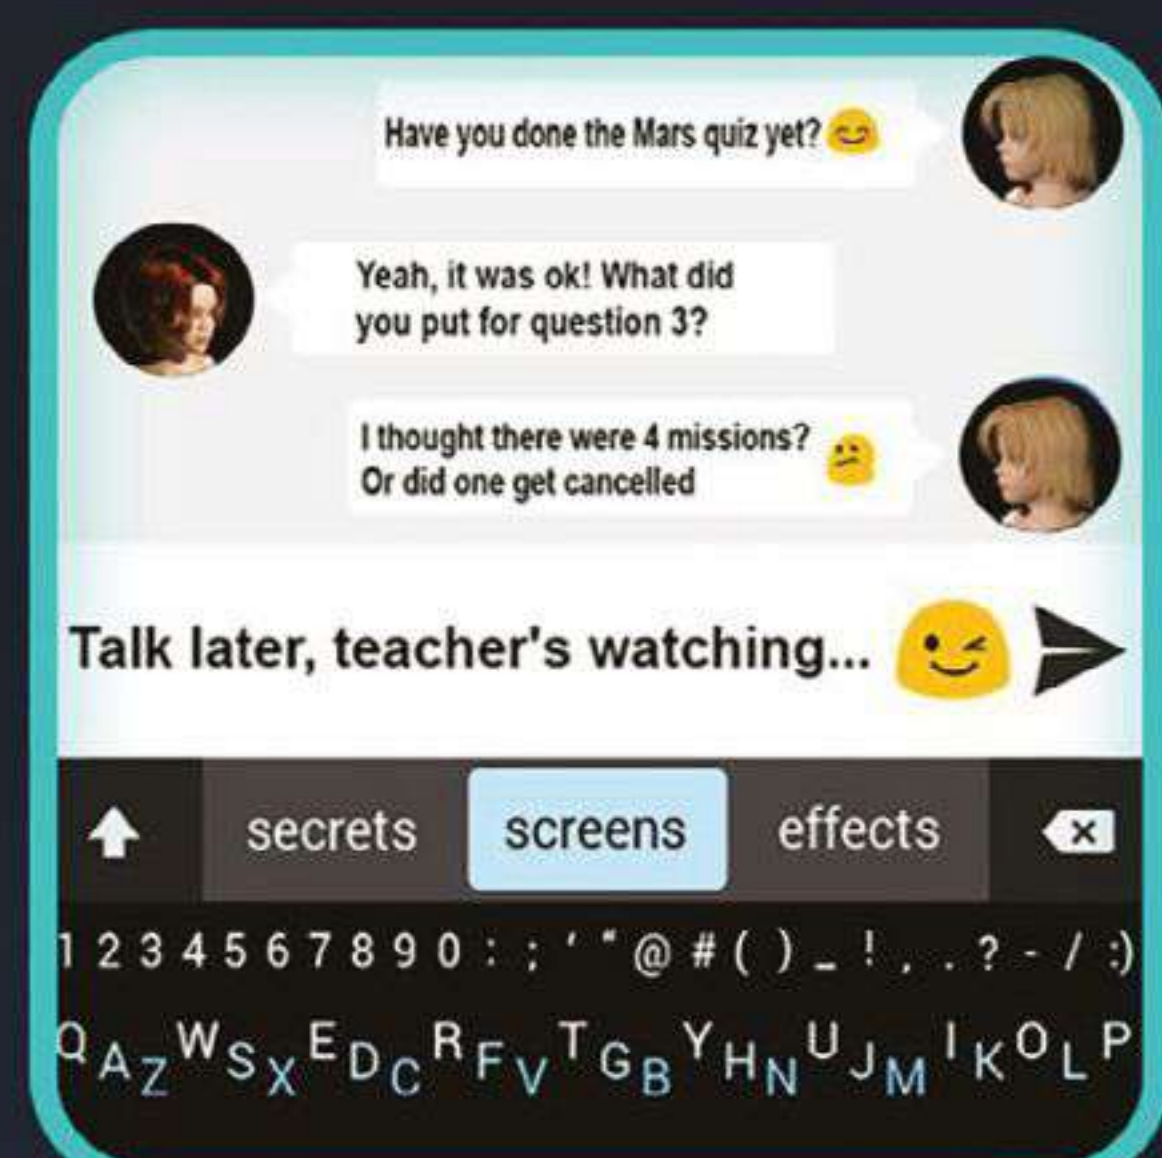 Have you done the Mars quiz yet? 😊
Yeah, it was ok! What did
you put for question 3?
I thought there were 4 missions? 😕
Or did one get cancelled
Talk later, teacher's watching... 😉
secrets screens effects
1 2 3 4 5 6 7 8 9 0 : ; ' " @ # ( ) _ ! , . ? - / :)
Q A Z W S X E D C R F V T G B Y H N U J M I K O L P